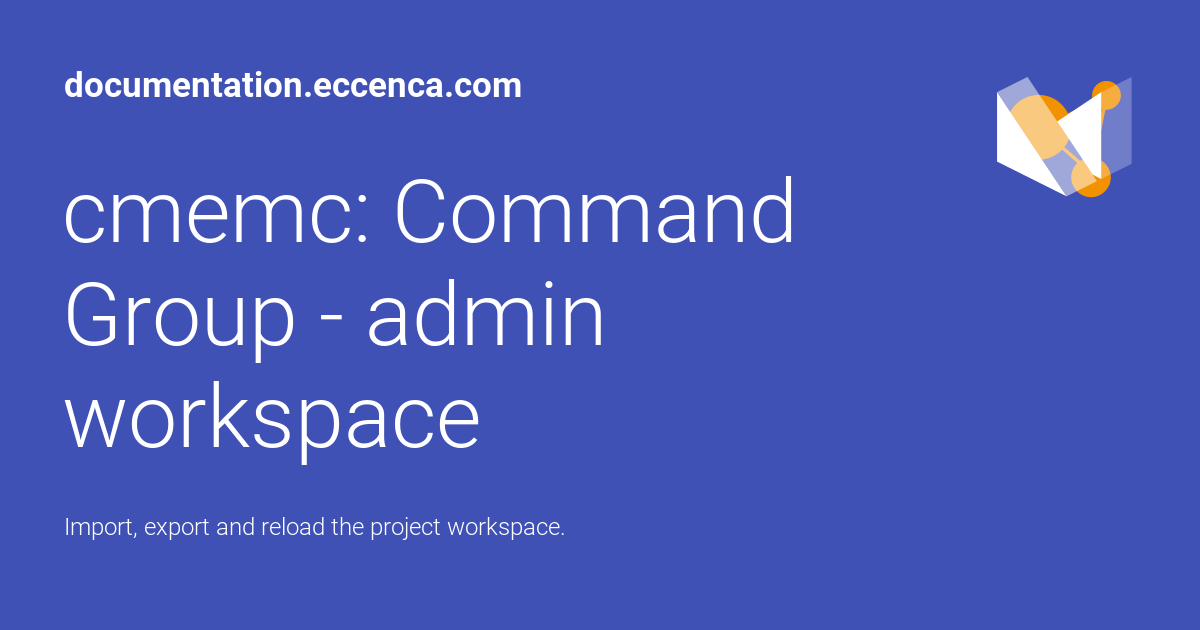 documentation.eccenca.com
cmemc: Command
Group - admin
workspace
Import, export and reload the project workspace.